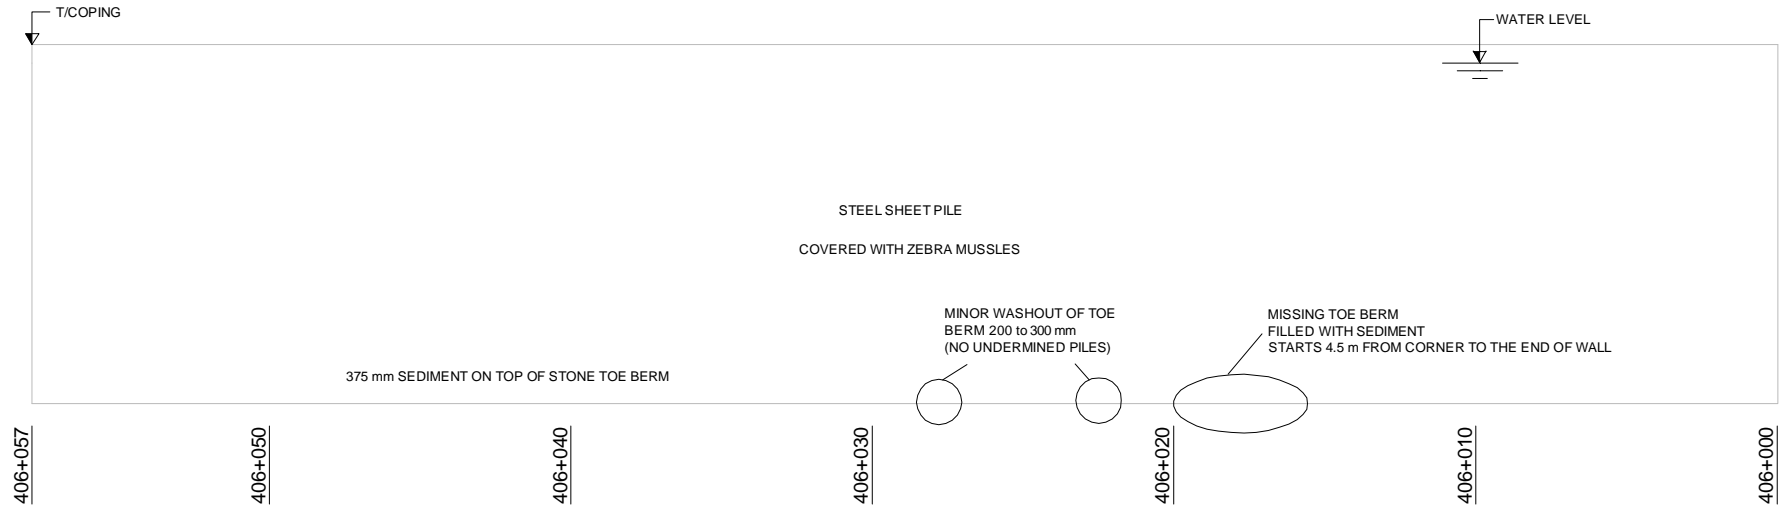 T/COPING
WATER LEVEL
STEEL SHEET PILE
COVERED WITH ZEBRA MUSSLES
MINOR WASHOUT OF TOE
BERM 200 to 300 mm
(NO UNDERMINED PILES)
MISSING TOE BERM
FILLED WITH SEDIMENT
STARTS 4.5 m FROM CORNER TO THE END OF WALL
375 mm SEDIMENT ON TOP OF STONE TOE BERM
406+057
406+050
406+040
406+030
406+020
406+010
406+000